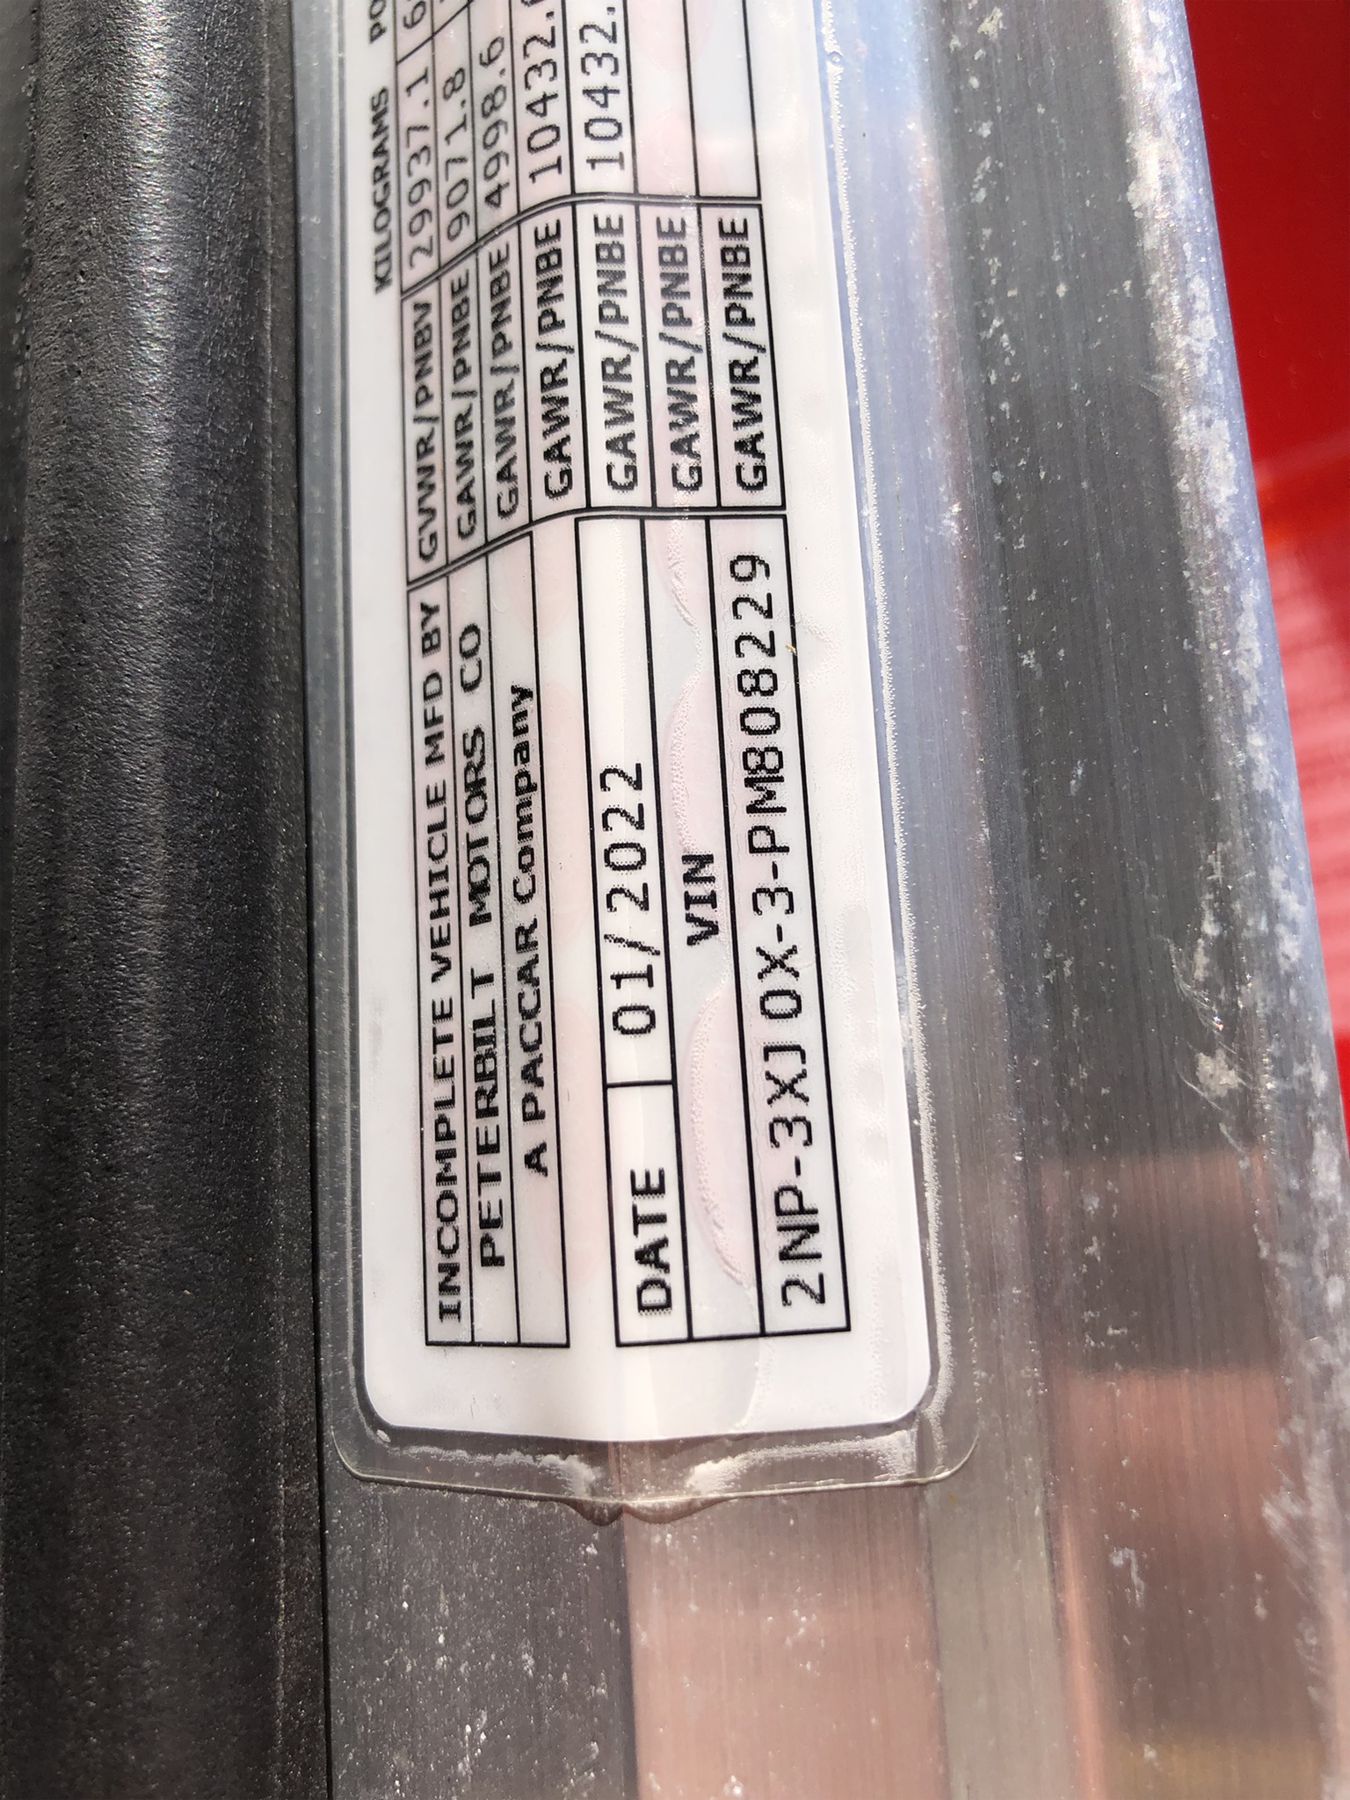 INCOMPLETE VEHICLE MFD BY
PETERBILT MOTORS CO
A PACCAR Company
DATE 01/2022
VIN
2NP-3XJ0X-3-PM808229
KILOGRAMS
GVWR/PNBV 29937.1
GAWR/PNBE 9071.8
GAWR/PNBE 4998.6
GAWR/PNBE 10432.
GAWR/PNBE 10432.
GAWR/PNBE
GAWR/PNBE